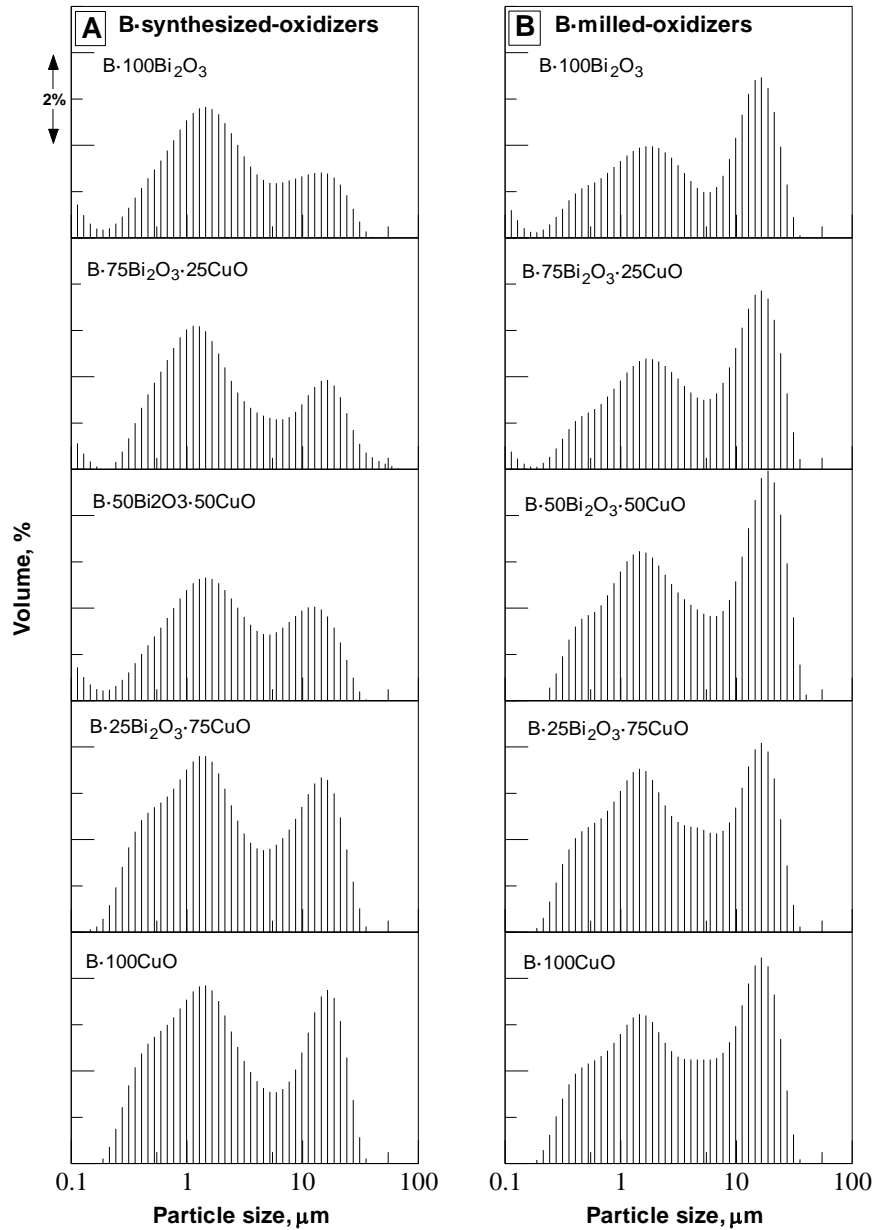 A B·synthesized-oxidizers
B·100Bi₂O₃
2%
B·75Bi₂O₃·25CuO
B·50Bi2O3·50CuO
B·25Bi₂O₃·75CuO
B·100CuO
Volume, %
0.1 1 10 100
Particle size, μm
B B·milled-oxidizers
B·100Bi₂O₃
B·75Bi₂O₃·25CuO
B·50Bi₂O₃·50CuO
B·25Bi₂O₃·75CuO
B·100CuO
0.1 1 10 100
Particle size, μm